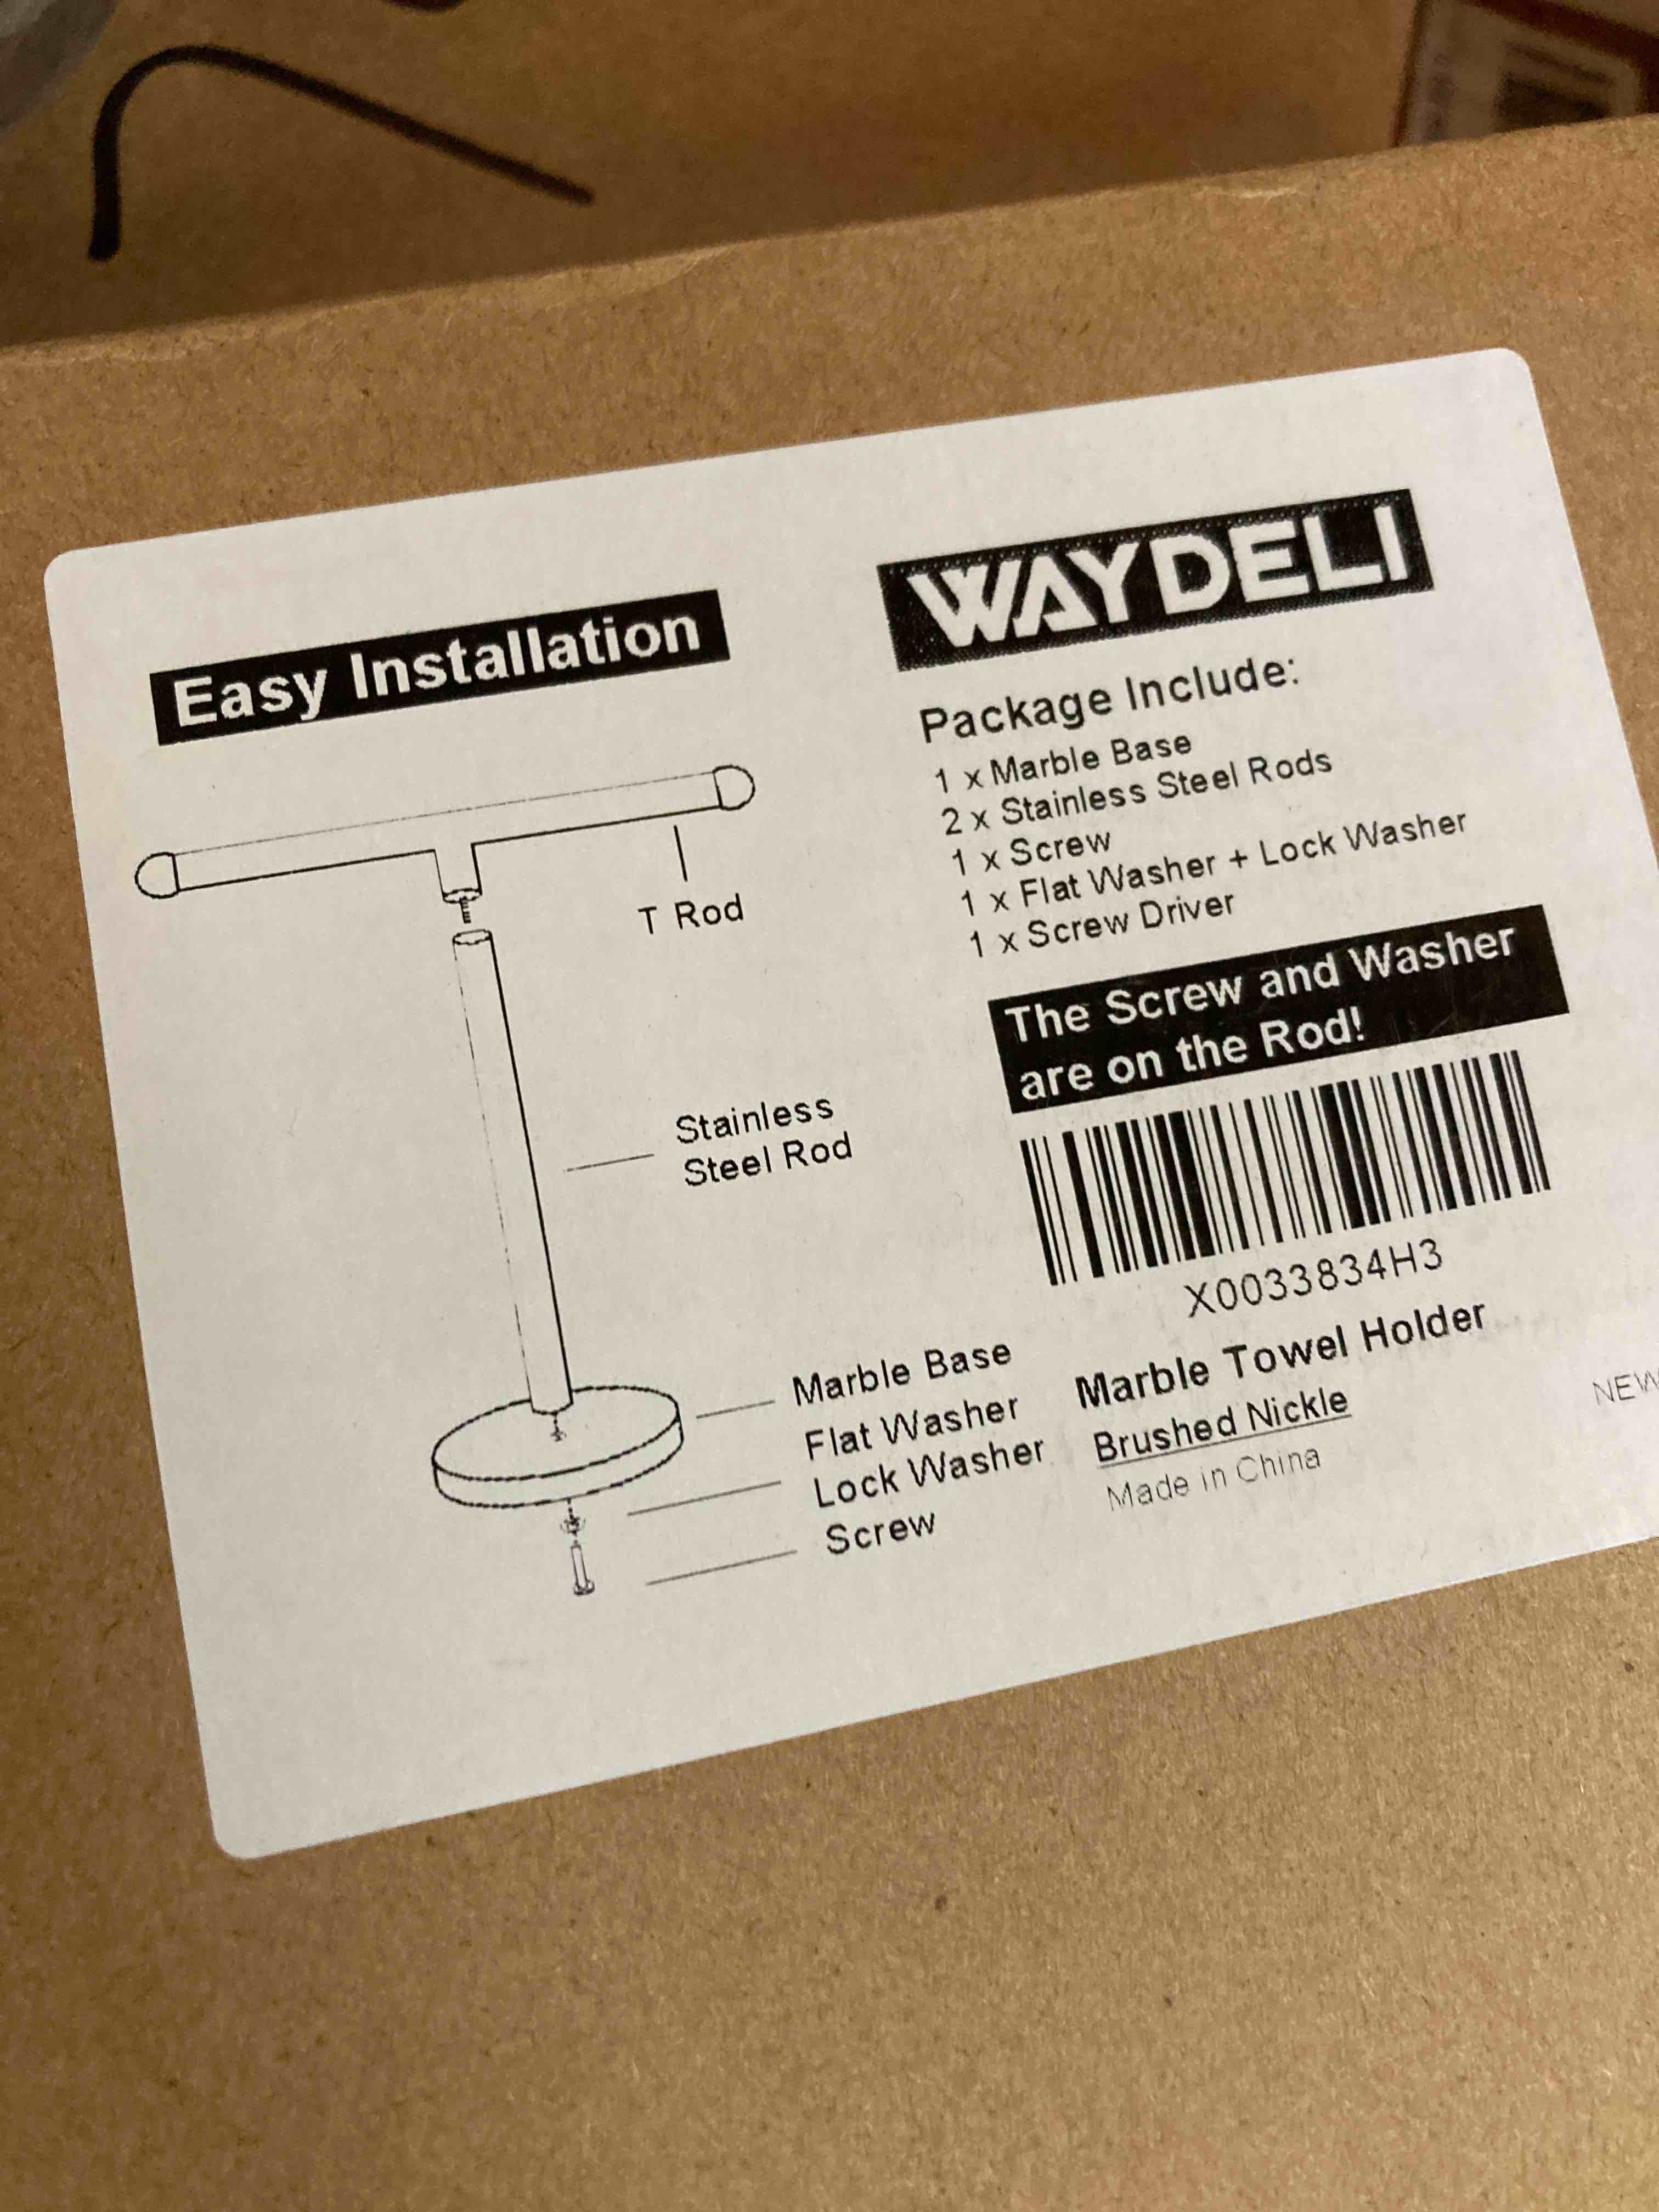 Easy Installation
T Rod
Stainless
Steel Rod
Marble Base
Flat Washer
Lock Washer
Screw
WAYDELI
Package Include:
1 x Marble Base
2 x Stainless Steel Rods
1 x Screw
1 x Flat Washer + Lock Washer
1 x Screw Driver
The Screw and Washer
are on the Rod!
X0033834H3
Marble Towel Holder
Brushed Nickle
Made in China
NEW